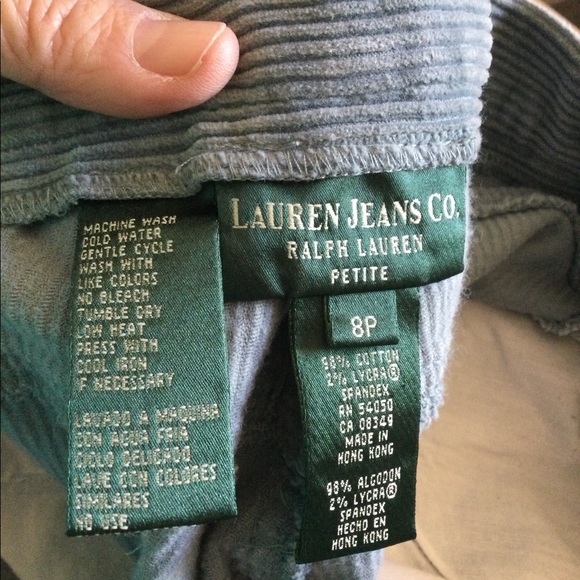 MACHINE WASH
COLD WATER
GENTLE CYCLE
WASH WITH
LIKE COLORS
NO BLEACH
TUMBLE DRY
LOW HEAT
PRESS WITH
COOL IRON
IF NECESSARY
LAVADO A MAQUINA
CON AGUA FRIA
CICLO DELICADO
LAVE CON COLORES
SIMILARES
NO USE
LAUREN JEANS CO.
RALPH LAUREN
PETITE
8P
98% COTTON
2% LYCRA®
SPANDEX
RN 54050
CA 08349
MADE IN
HONG KONG
98% ALGODON
2% LYCRA®
SPANDEX
HECHO EN
HONG KONG